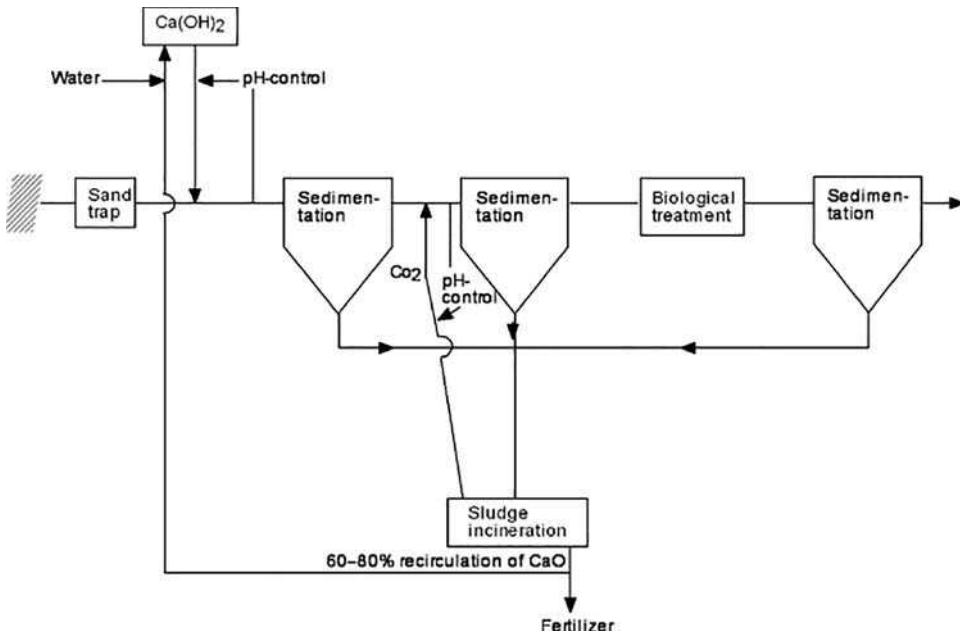 Ca(OH)2
Water
pH-control
Sand
trap
Sedimen-
tation
Co2
pH-
control
Sedimen-
tation
Biological
treatment
Sedimen-
tation
Sludge
incineration
60–80% recirculation of CaO
Fertilizer